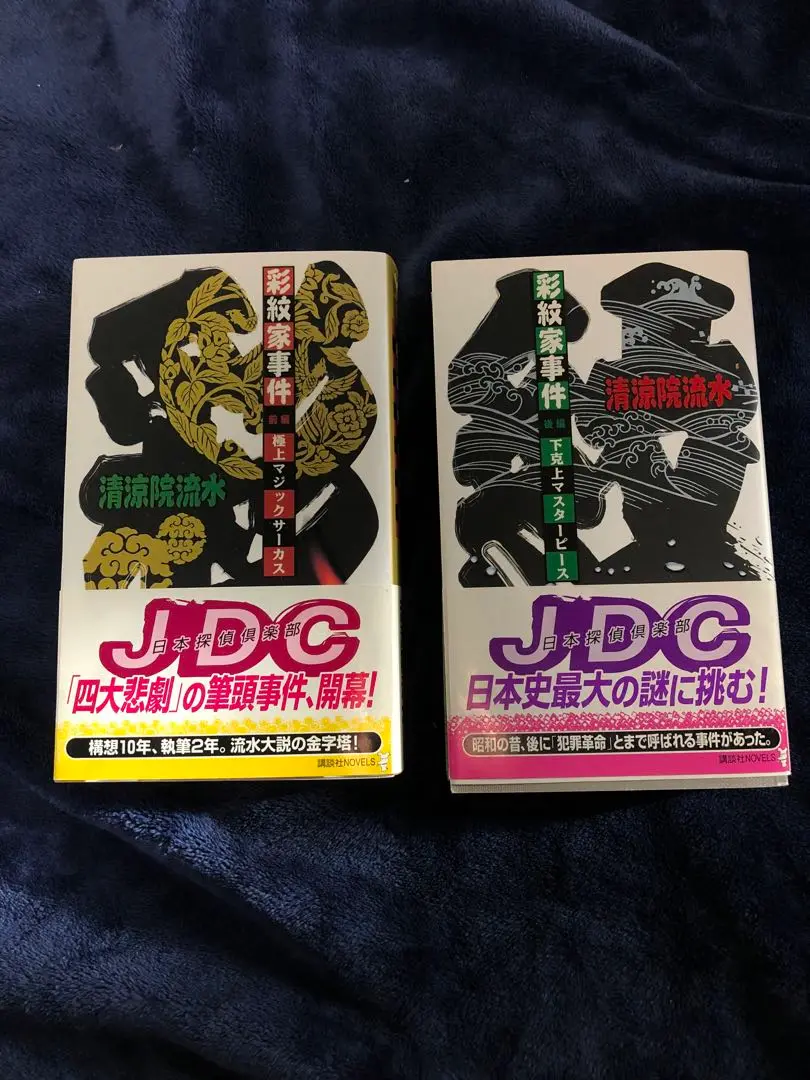 彩紋家事件
前編
極上マジックサーカス
清涼院流水
JDC
日本探偵倶楽部
「四大悲劇」の筆頭事件、開幕!
構想10年、執筆2年。流水大説の金字塔!
講談社NOVELS
彩紋家事件
後編
下克上マスターピース
清涼院流水
JDC
日本探偵倶楽部
日本史最大の謎に挑む!
昭和の昔、後に「犯罪革命」とまで呼ばれる事件があった。
講談社NOVELS